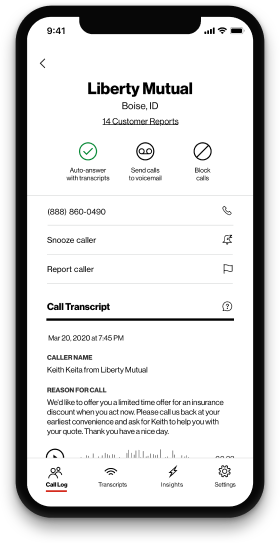 9:41
Liberty Mutual
Boise, ID
14 Customer Reports
Auto-answer
with transcripts
Send calls
to voicemail
Block
calls
(888) 860-0490
Snooze caller
Report caller
Call Transcript
Mar 20, 2020 at 7:45 PM
CALLER NAME
Keith Keita from Liberty Mutual
REASON FOR CALL
We'd like to offer you a limited time offer for an insurance
discount when you act now. Please call us back at your
earliest convenience and ask for Keith to help you with
your quote. Thank you have a nice day.
Call Log
Transcripts
Insights
Settings